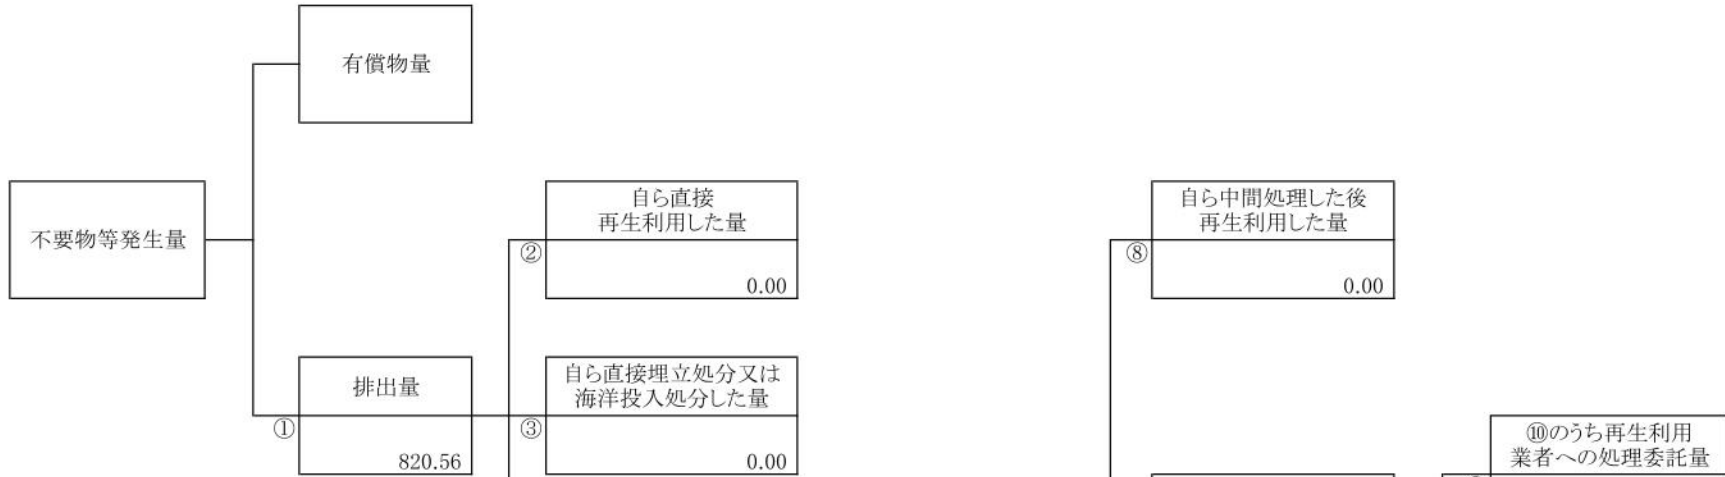 有償物量
不要物等発生量
自ら直接
再生利用した量
②
0.00
自ら中間処理した後
再生利用した量
⑧
0.00
排出量
①
820.56
自ら直接埋立処分又は
海洋投入処分した量
③
0.00
⑩のうち再生利用
業者への処理委託量